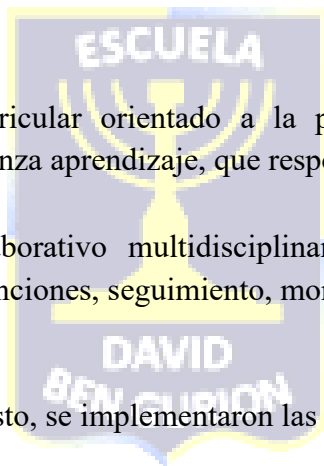 ESCUELA
ricular orientado a la p
nza aprendizaje, que respo
borativo multidisciplinar
nciones, seguimiento, mon
DAVID
BEN GURION
sto, se implementaron las